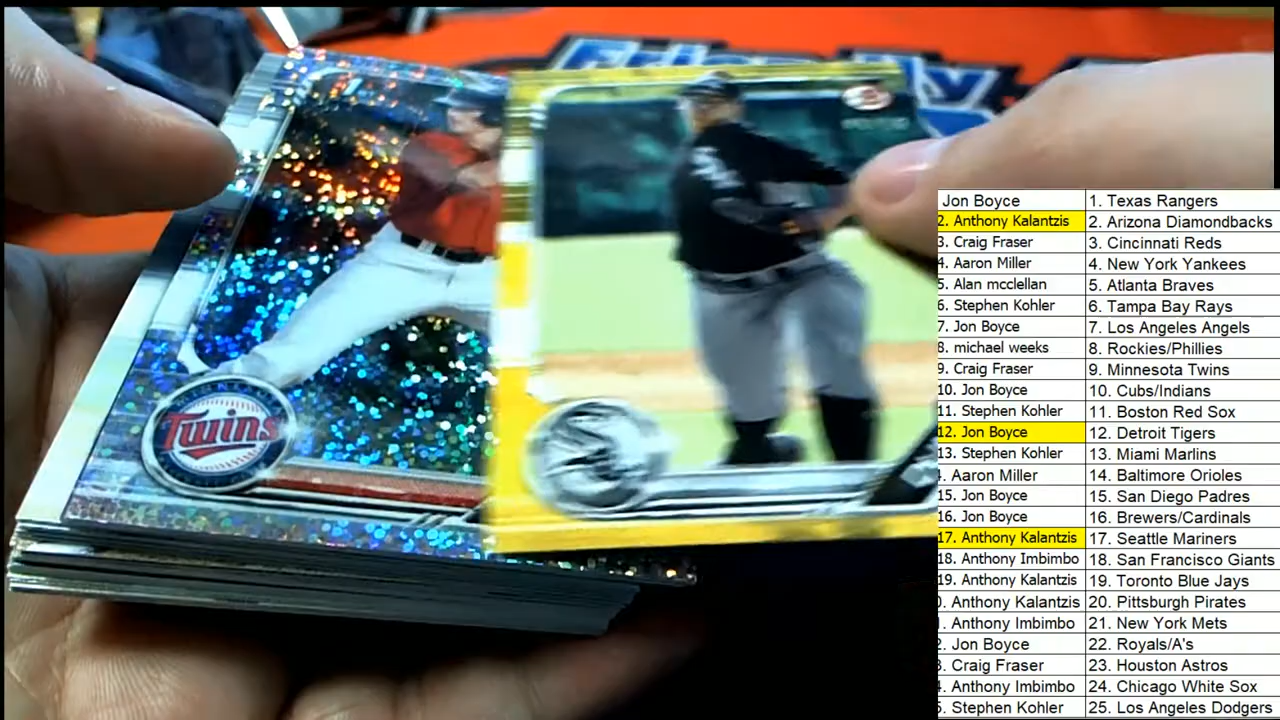 Friendly
Twins
Jon Boyce 1. Texas Rangers
2. Anthony Kalantzis 2. Arizona Diamondbacks
3. Craig Fraser 3. Cincinnati Reds
4. Aaron Miller 4. New York Yankees
5. Alan mcclellan 5. Atlanta Braves
6. Stephen Kohler 6. Tampa Bay Rays
7. Jon Boyce 7. Los Angeles Angels
8. michael weeks 8. Rockies/Phillies
9. Craig Fraser 9. Minnesota Twins
10. Jon Boyce 10. Cubs/Indians
11. Stephen Kohler 11. Boston Red Sox
12. Jon Boyce 12. Detroit Tigers
13. Stephen Kohler 13. Miami Marlins
4. Aaron Miller 14. Baltimore Orioles
15. Jon Boyce 15. San Diego Padres
16. Jon Boyce 16. Brewers/Cardinals
17. Anthony Kalantzis 17. Seattle Mariners
18. Anthony Imbimbo 18. San Francisco Giants
19. Anthony Kalantzis 19. Toronto Blue Jays
0. Anthony Kalantzis 20. Pittsburgh Pirates
1. Anthony Imbimbo 21. New York Mets
2. Jon Boyce 22. Royals/A's
3. Craig Fraser 23. Houston Astros
4. Anthony Imbimbo 24. Chicago White Sox
5. Stephen Kohler 25. Los Angeles Dodgers